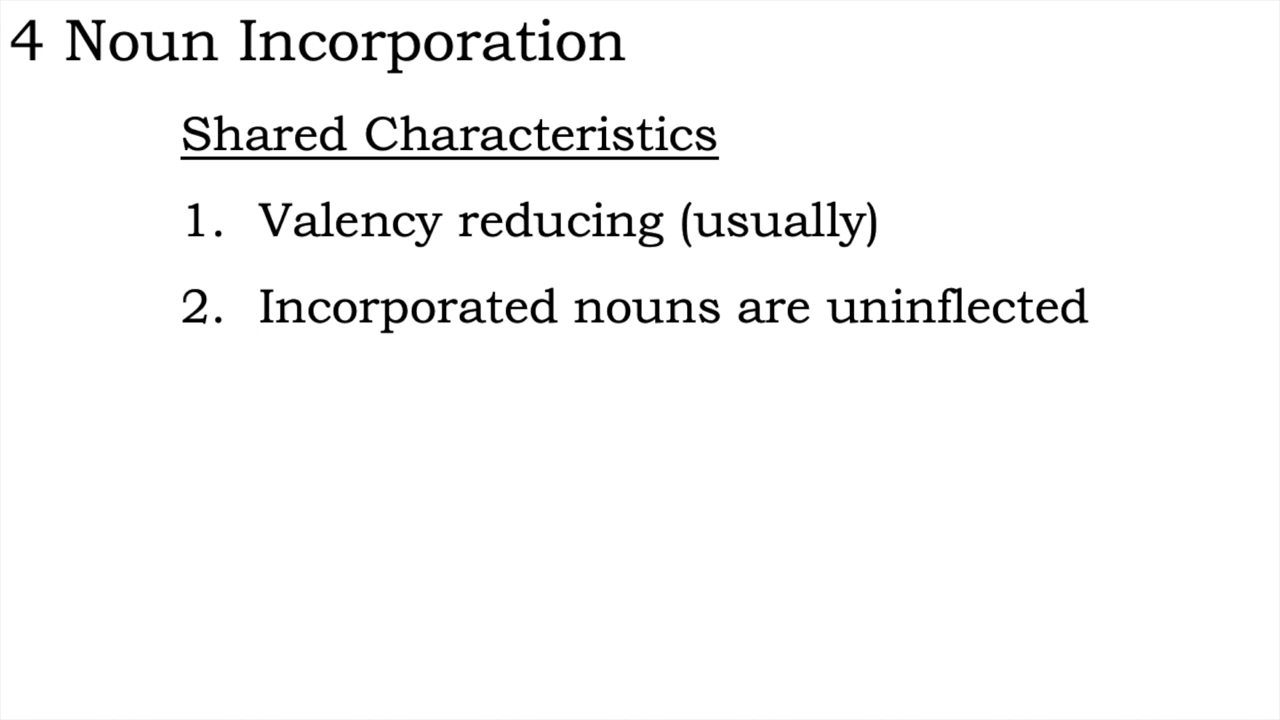 4 Noun Incorporation
Shared Characteristics
1. Valency reducing (usually)
2. Incorporated nouns are uninflected